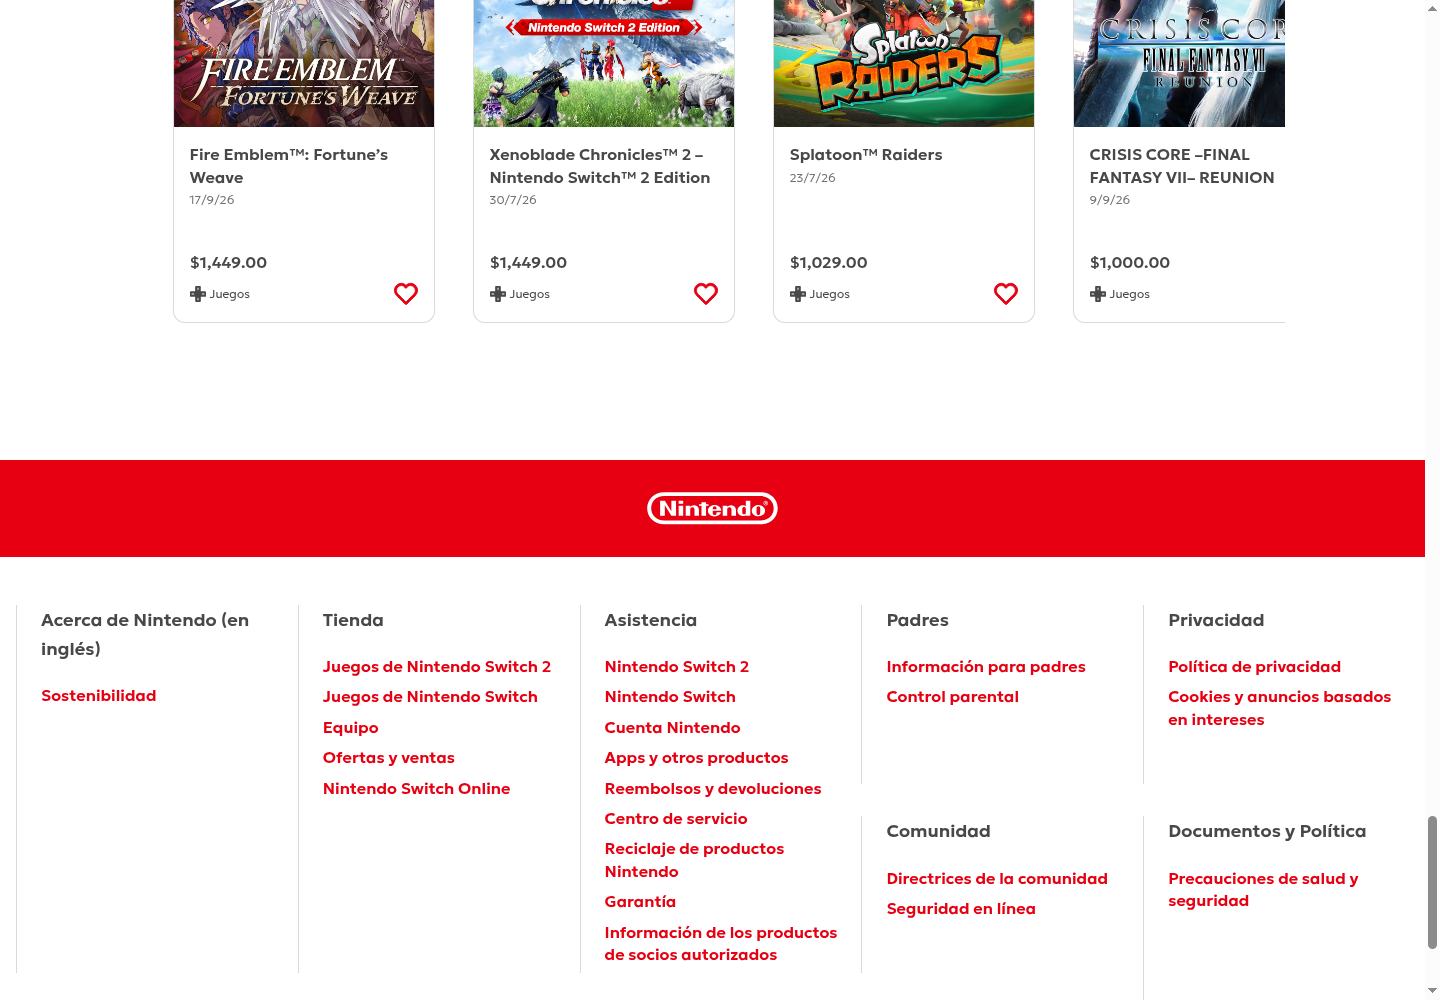 FIRE EMBLEM
FORTUNE'S WEAVE
Fire Emblem™: Fortune's
Weave
17/9/26
$1,449.00
Juegos
Chronicles
Nintendo Switch 2 Edition
Xenoblade Chronicles™ 2 –
Nintendo Switch™ 2 Edition
30/7/26
$1,449.00
Juegos
Splatoon™
RAIDERS
Splatoon™ Raiders
23/7/26
$1,029.00
Juegos
CRISIS COR
FINAL FANTASY VII
REUNION
CRISIS CORE –FINAL
FANTASY VII– REUNION
9/9/26
$1,000.00
Juegos
Nintendo®
Acerca de Nintendo (en
inglés)
Sostenibilidad
Tienda
Juegos de Nintendo Switch 2
Juegos de Nintendo Switch
Equipo
Ofertas y ventas
Nintendo Switch Online
Asistencia
Nintendo Switch 2
Nintendo Switch
Cuenta Nintendo
Apps y otros productos
Reembolsos y devoluciones
Centro de servicio
Reciclaje de productos
Nintendo
Garantía
Información de los productos
de socios autorizados
Padres
Información para padres
Control parental
Comunidad
Directrices de la comunidad
Seguridad en línea
Privacidad
Política de privacidad
Cookies y anuncios basados
en intereses
Documentos y Política
Precauciones de salud y
seguridad